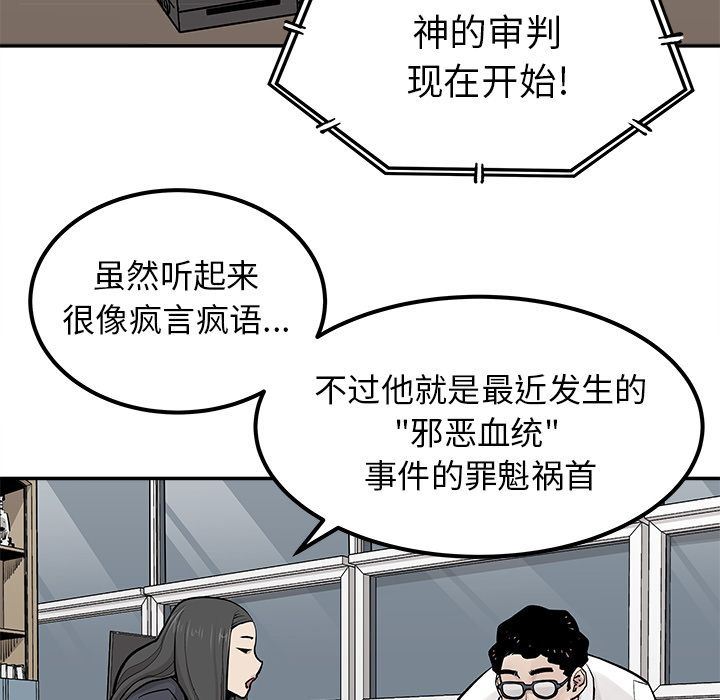 神的审判
现在开始!
虽然听起来
很像疯言疯语...
不过他就是最近发生的
"邪恶血统"
事件的罪魁祸首